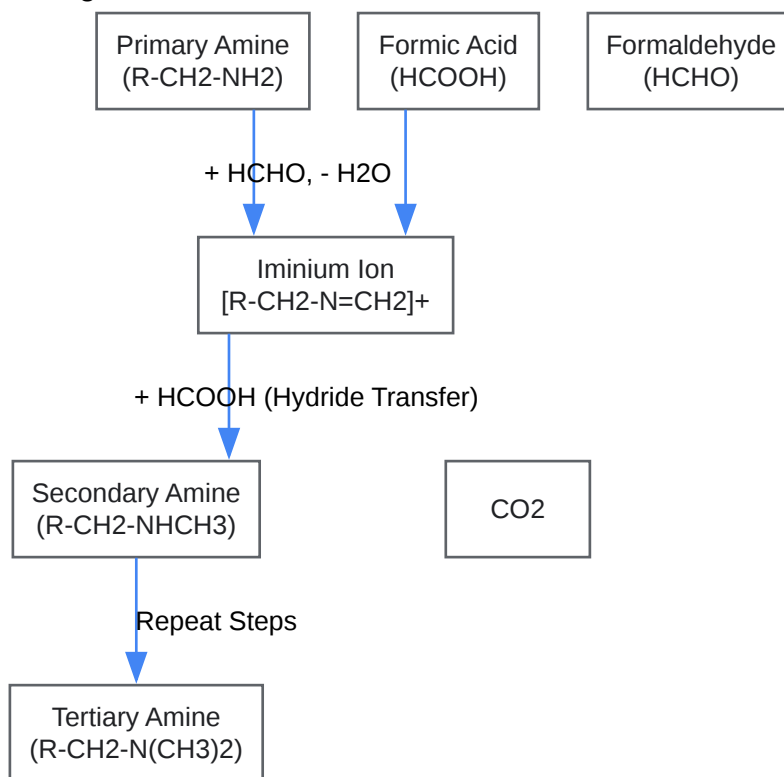 Primary Amine
(R-CH2-NH2)
Formic Acid
(HCOOH)
Formaldehyde
(HCHO)
+ HCHO, - H2O
Iminium Ion
[R-CH2-N=CH2]+
+ HCOOH (Hydride Transfer)
Secondary Amine
(R-CH2-NHCH3)
CO2
Repeat Steps
Tertiary Amine
(R-CH2-N(CH3)2)